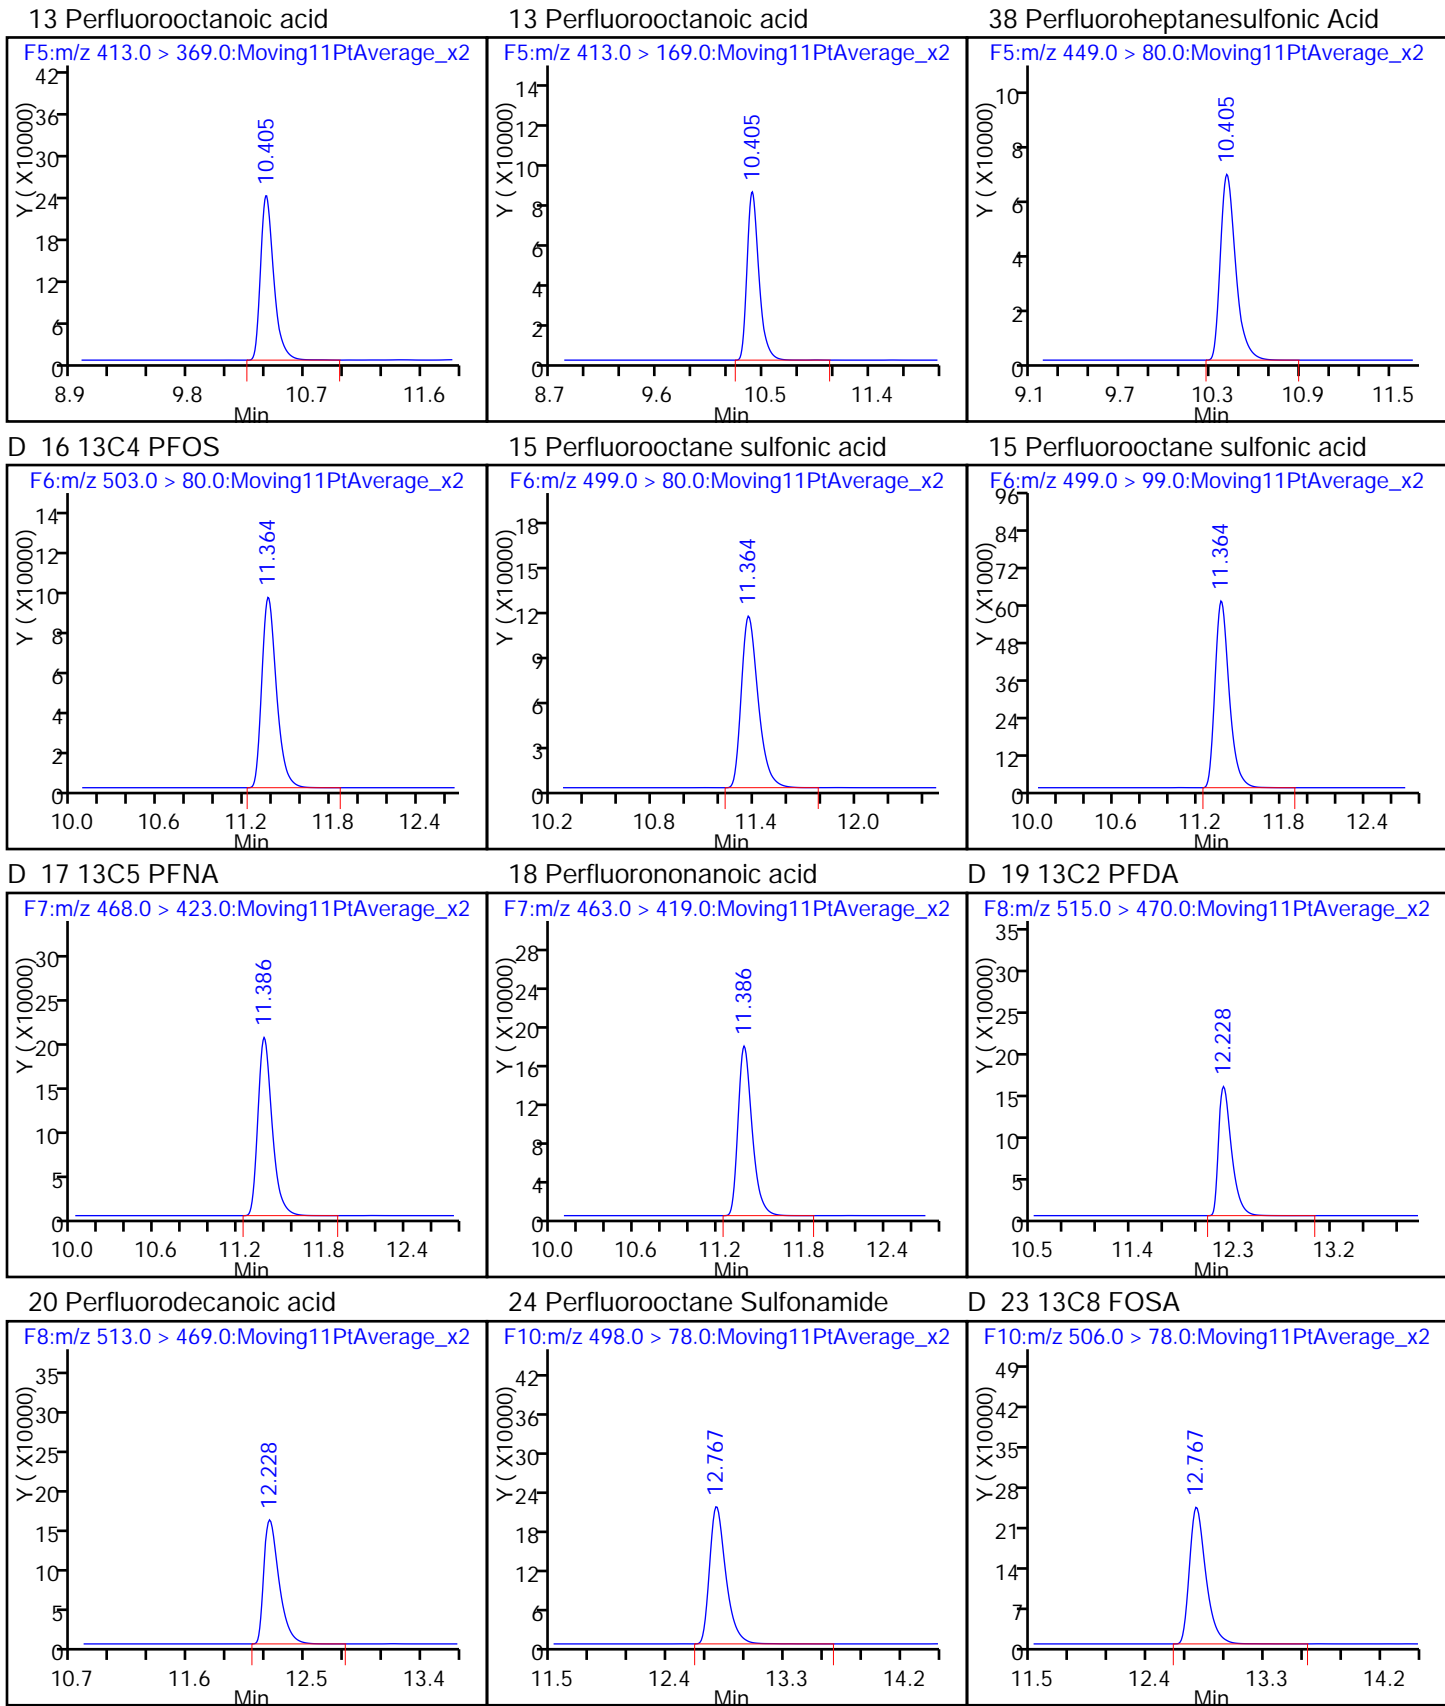 13 Perfluorooctanoic acid
F5:m/z 413.0 > 369.0:Moving11PtAverage_x2
Y ( X10000)
42
36
30
24
18
12
6
0
10.405
8.9 9.8 10.7 11.6
Min
13 Perfluorooctanoic acid
F5:m/z 413.0 > 169.0:Moving11PtAverage_x2
Y ( X10000)
14
12
10
8
6
4
2
0
10.405
8.7 9.6 10.5 11.4
Min
38 Perfluoroheptanesulfonic Acid
F5:m/z 449.0 > 80.0:Moving11PtAverage_x2
Y ( X10000)
10
8
6
4
2
0
10.405
9.1 9.7 10.3 10.9 11.5
Min
D 16 13C4 PFOS
F6:m/z 503.0 > 80.0:Moving11PtAverage_x2
Y ( X10000)
14
12
10
8
6
4
2
0
11.364
10.0 10.6 11.2 11.8 12.4
Min
15 Perfluorooctane sulfonic acid
F6:m/z 499.0 > 80.0:Moving11PtAverage_x2
Y ( X10000)
18
15
12
9
6
3
0
11.364
10.2 10.8 11.4 12.0
Min
15 Perfluorooctane sulfonic acid
F6:m/z 499.0 > 99.0:Moving11PtAverage_x2
Y ( X1000)
96
84
72
60
48
36
24
12
0
11.364
10.0 10.6 11.2 11.8 12.4
Min
D 17 13C5 PFNA
F7:m/z 468.0 > 423.0:Moving11PtAverage_x2
Y ( X10000)
30
25
20
15
10
5
0
11.386
10.0 10.6 11.2 11.8 12.4
Min
18 Perfluorononanoic acid
F7:m/z 463.0 > 419.0:Moving11PtAverage_x2
Y ( X10000)
28
24
20
16
12
8
4
0
11.386
10.0 10.6 11.2 11.8 12.4
Min
D 19 13C2 PFDA
F8:m/z 515.0 > 470.0:Moving11PtAverage_x2
Y ( X10000)
35
30
25
20
15
10
5
0
12.228
10.5 11.4 12.3 13.2
Min
20 Perfluorodecanoic acid
F8:m/z 513.0 > 469.0:Moving11PtAverage_x2
Y ( X10000)
35
30
25
20
15
10
5
0
12.228
10.7 11.6 12.5 13.4
Min
24 Perfluorooctane Sulfonamide
F10:m/z 498.0 > 78.0:Moving11PtAverage_x2
Y ( X10000)
42
36
30
24
18
12
6
0
12.767
11.5 12.4 13.3 14.2
Min
D 23 13C8 FOSA
F10:m/z 506.0 > 78.0:Moving11PtAverage_x2
Y ( X10000)
49
42
35
28
21
14
7
0
12.767
11.5 12.4 13.3 14.2
Min